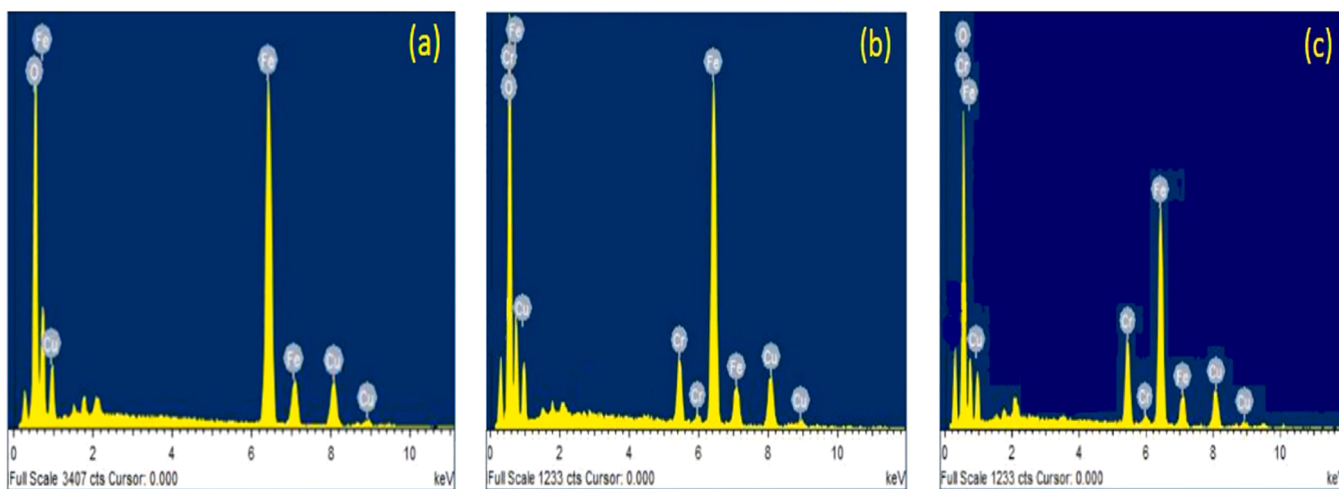 (a)
Fe
O
Fe
Cu
Fe
Cu
Cu
0 2 4 6 8 10
Full Scale 3407 cts Cursor: 0.000 keV
(b)
Fe
Cr
O
Fe
Cu
Cr
Fe
Cu
Cr
Cu
0 2 4 6 8 10
Full Scale 1233 cts Cursor: 0.000 keV
(c)
O
Cr
Fe
Fe
Cr
Cu
Fe
Cu
Cr
Cu
0 2 4 6 8 10
Full Scale 1233 cts Cursor: 0.000 ke